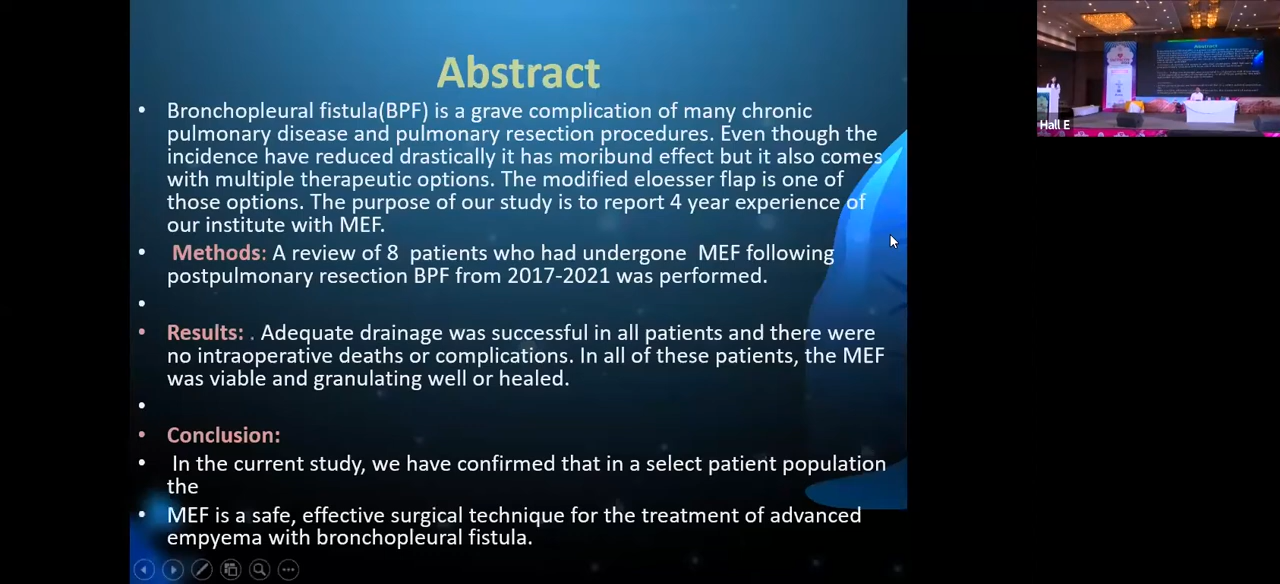 Abstract
• Bronchopleural fistula(BPF) is a grave complication of many chronic
pulmonary disease and pulmonary resection procedures. Even though the
incidence have reduced drastically it has moribund effect but it also comes
with multiple therapeutic options. The modified eloesser flap is one of
those options. The purpose of our study is to report 4 year experience of
our institute with MEF.
• Methods: A review of 8 patients who had undergone MEF following
postpulmonary resection BPF from 2017-2021 was performed.
•
• Results: . Adequate drainage was successful in all patients and there were
no intraoperative deaths or complications. In all of these patients, the MEF
was viable and granulating well or healed.
•
• Conclusion:
• In the current study, we have confirmed that in a select patient population
the
• MEF is a safe, effective surgical technique for the treatment of advanced
empyema with bronchopleural fistula.
Abstract
Hall E